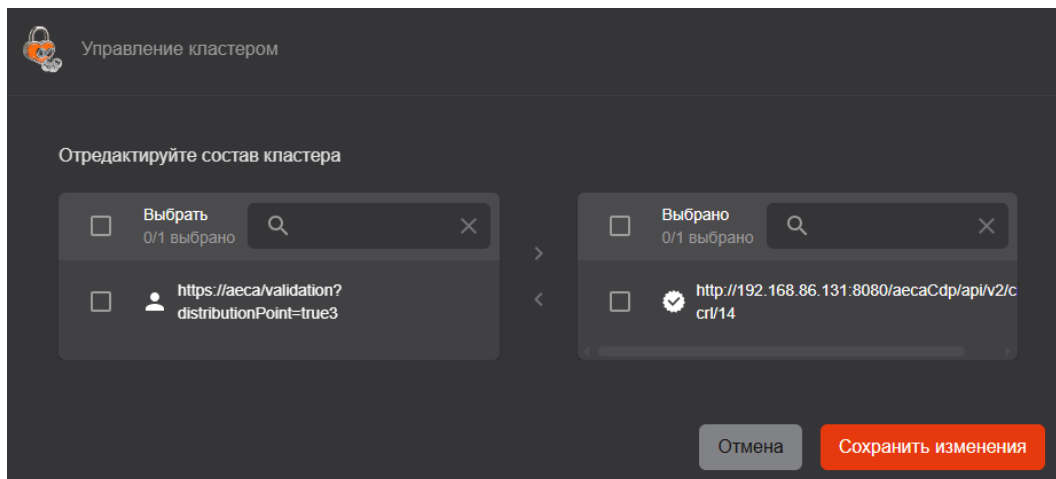 Управление кластером
Отредактируйте состав кластера
Выбрать
0/1 выбрано
https://aeca/validation?
distributionPoint=true3
Выбрано
0/1 выбрано
http://192.168.86.131:8080/aecaCdp/api/v2/c
crl/14
Отмена
Сохранить изменения